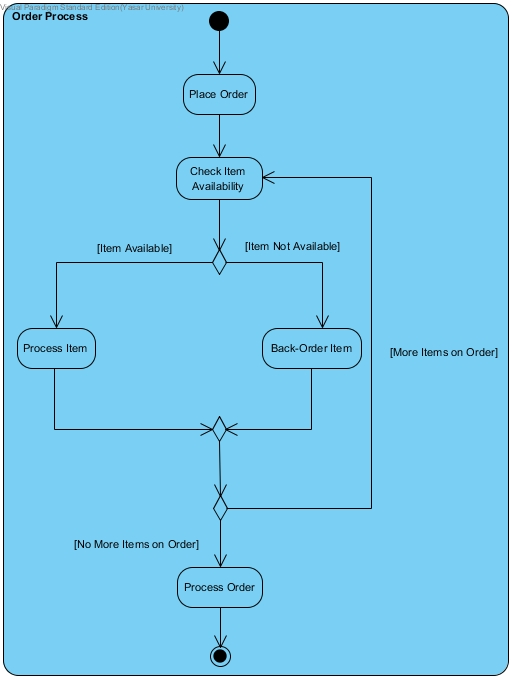 Visual Paradigm Standard Edition(Yasar University)
Order Process
Place Order
Check Item
Availability
[Item Available]
[Item Not Available]
Process Item
Back-Order Item
[More Items on Order]
[No More Items on Order]
Process Order